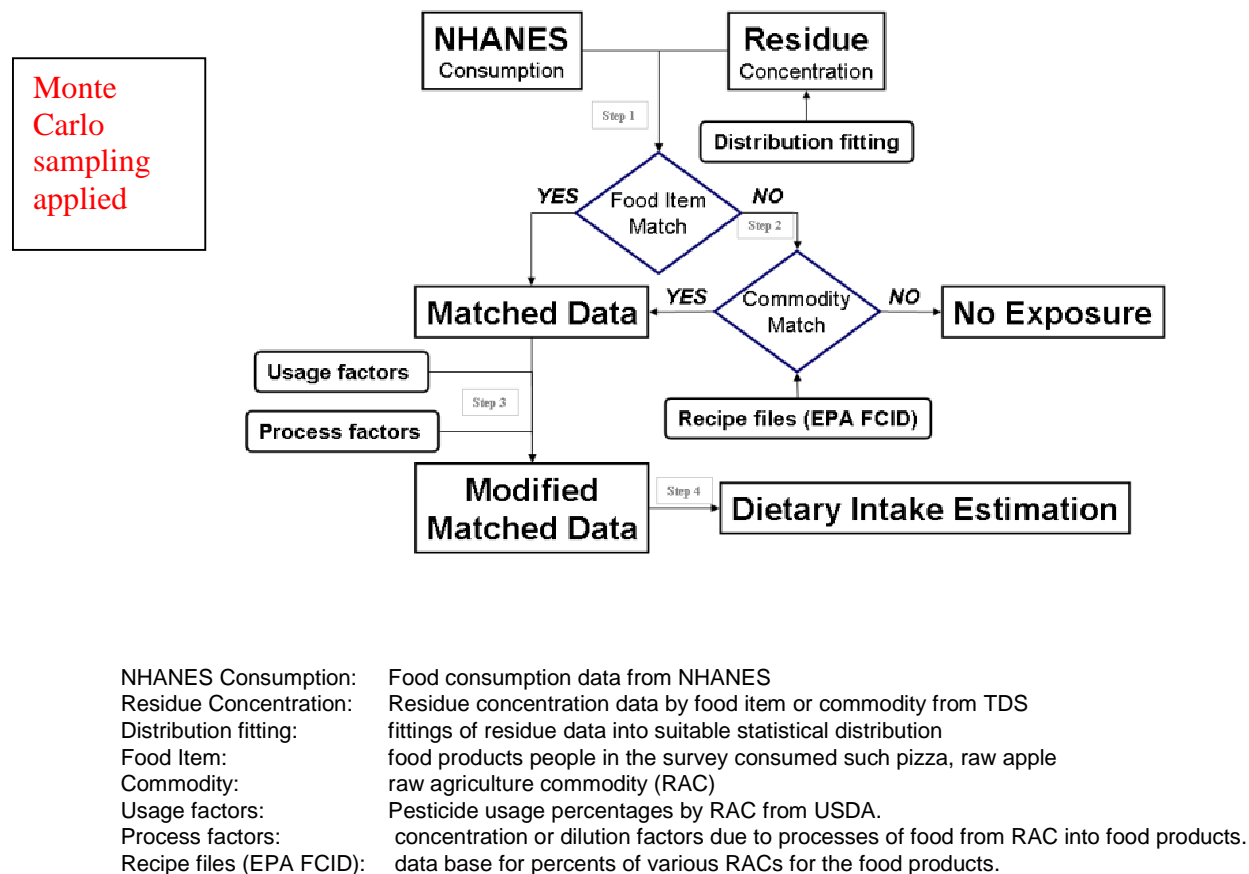 Monte
Carlo
sampling
applied
NHANES
Consumption
Residue
Concentration
Step 1
Distribution fitting
YES
Food Item
Match
NO
Step 2
Matched Data
YES
Commodity
Match
NO
No Exposure
Usage factors
Step 3
Process factors
Recipe files (EPA FCID)
Modified
Matched Data
Step 4
Dietary Intake Estimation
NHANES Consumption: Food consumption data from NHANES
Residue Concentration: Residue concentration data by food item or commodity from TDS
Distribution fitting: fittings of residue data into suitable statistical distribution
Food Item: food products people in the survey consumed such pizza, raw apple
Commodity: raw agriculture commodity (RAC)
Usage factors: Pesticide usage percentages by RAC from USDA.
Process factors: concentration or dilution factors due to processes of food from RAC into food products.
Recipe files (EPA FCID): data base for percents of various RACs for the food products.